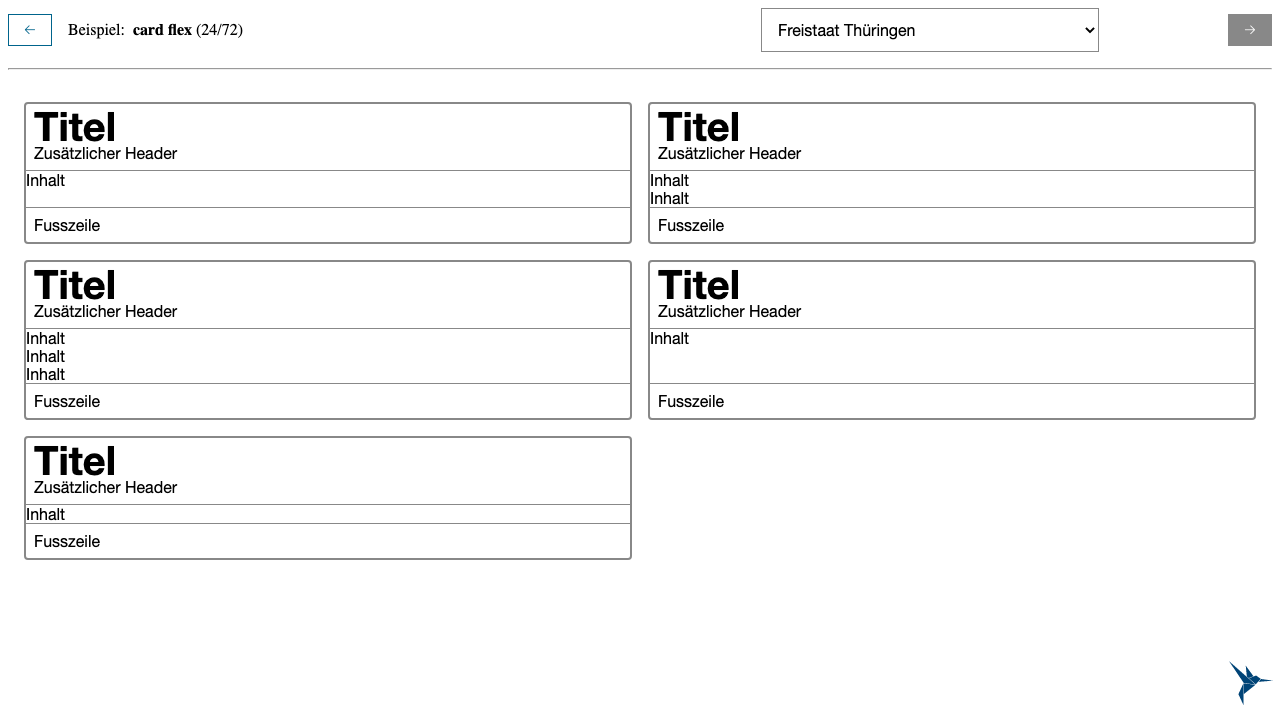 Beispiel: card flex (24/72)
Freistaat Thüringen
Titel
Zusätzlicher Header
Inhalt
Fusszeile
Titel
Zusätzlicher Header
Inhalt
Inhalt
Fusszeile
Titel
Zusätzlicher Header
Inhalt
Inhalt
Inhalt
Fusszeile
Titel
Zusätzlicher Header
Inhalt
Fusszeile
Titel
Zusätzlicher Header
Inhalt
Fusszeile